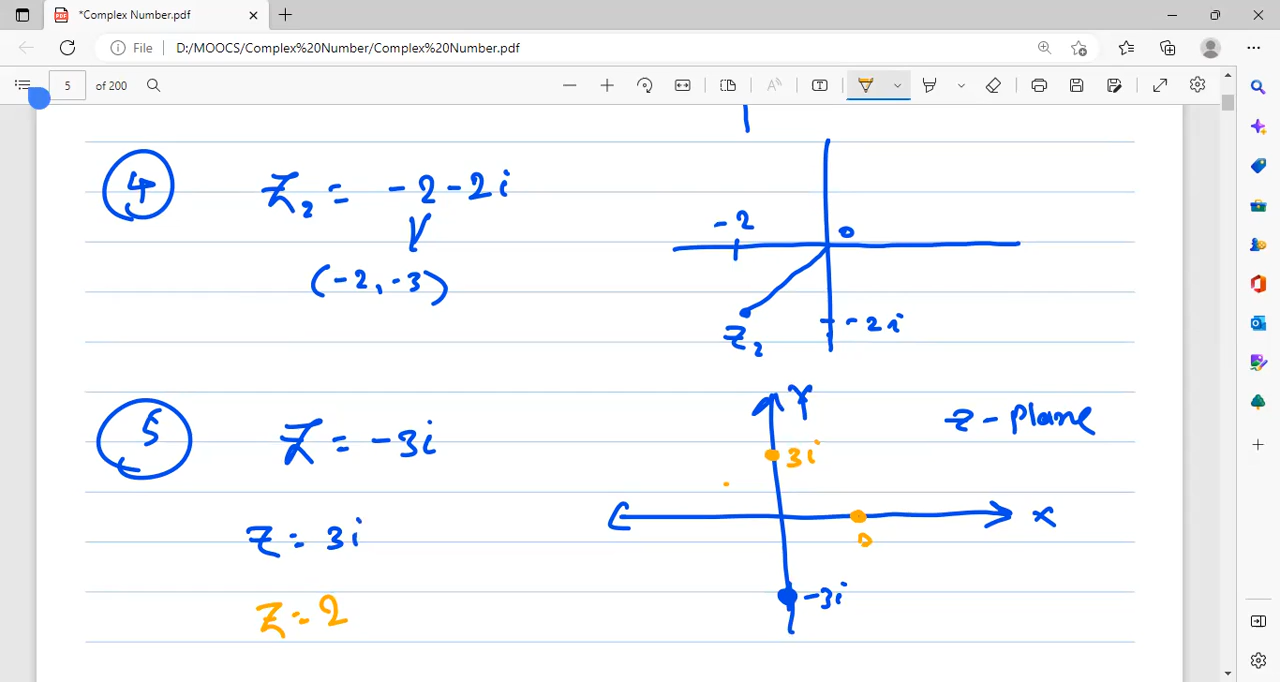 *Complex Number.pdf
File D:/MOOCS/Complex%20Number/Complex%20Number.pdf
5 of 200
4 Z₂ = -2-2i
(-2, -3)
-2 0
-2i
Z₂
5 Z = -3i
Y
Z-Plane
3i
X
Z = 3i
-3i
Z = 2